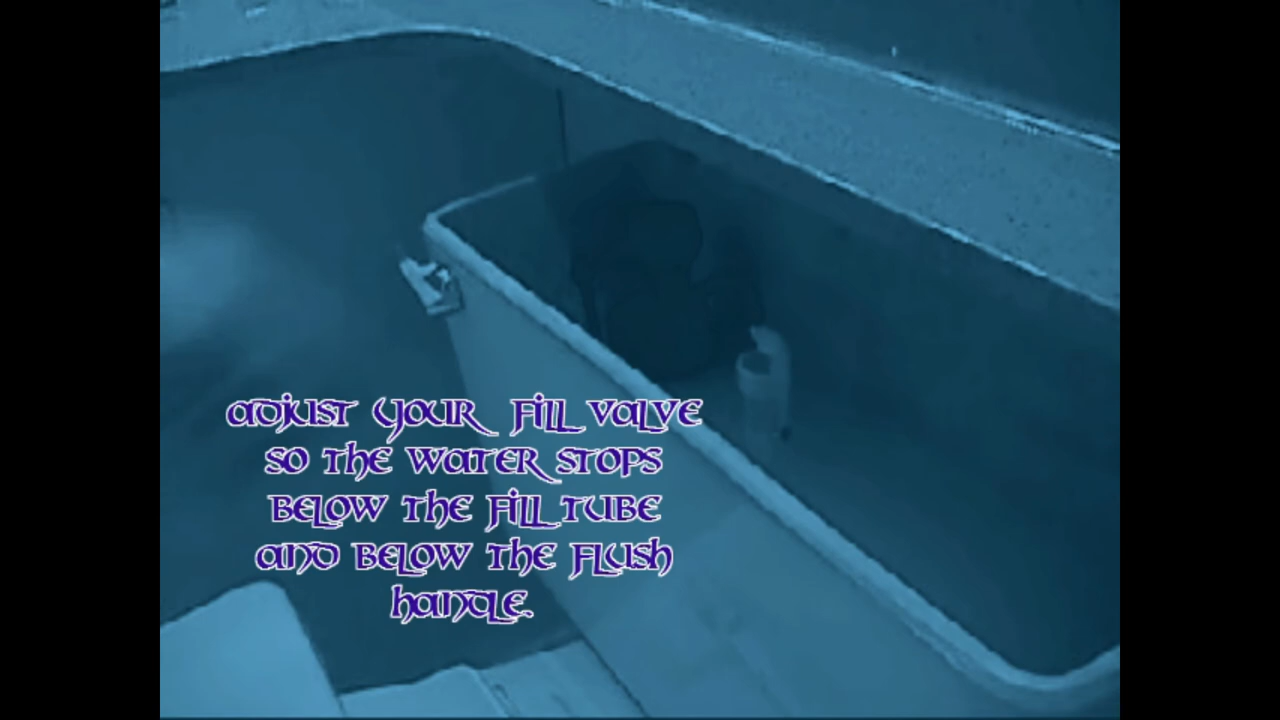 adjust your fill valve
so the water stops
below the fill tube
and below the flush
handle.